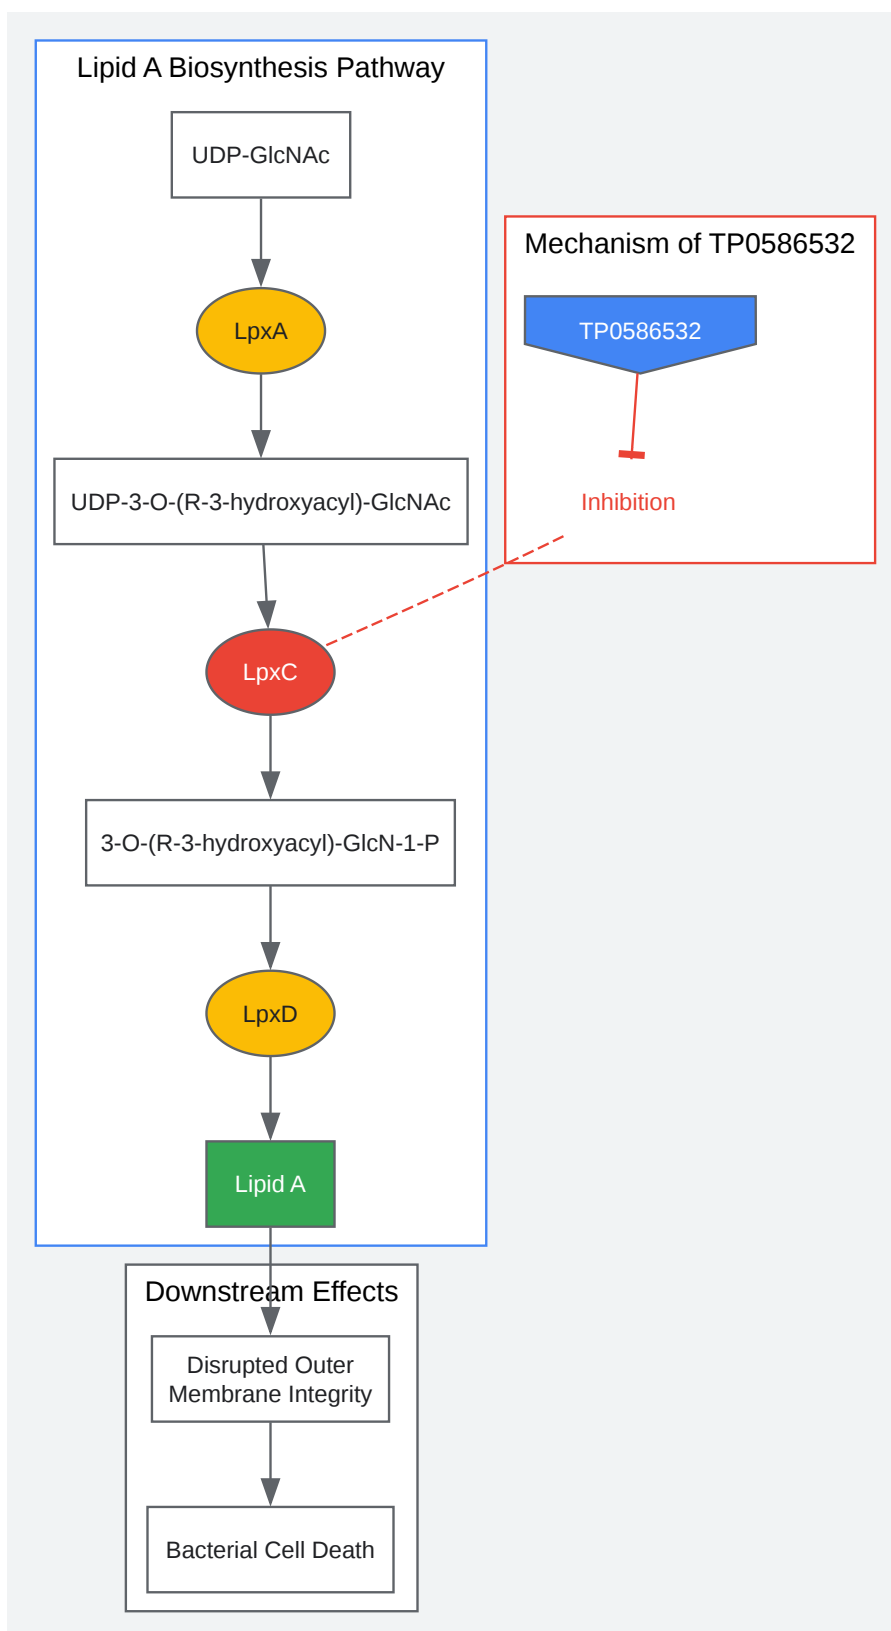 Lipid A Biosynthesis Pathway
UDP-GlcNAc
LpxA
UDP-3-O-(R-3-hydroxyacyl)-GlcNAc
LpxC
3-O-(R-3-hydroxyacyl)-GlcN-1-P
LpxD
Lipid A
Mechanism of TP0586532
TP0586532
Inhibition
Downstream Effects
Disrupted Outer
Membrane Integrity
Bacterial Cell Death